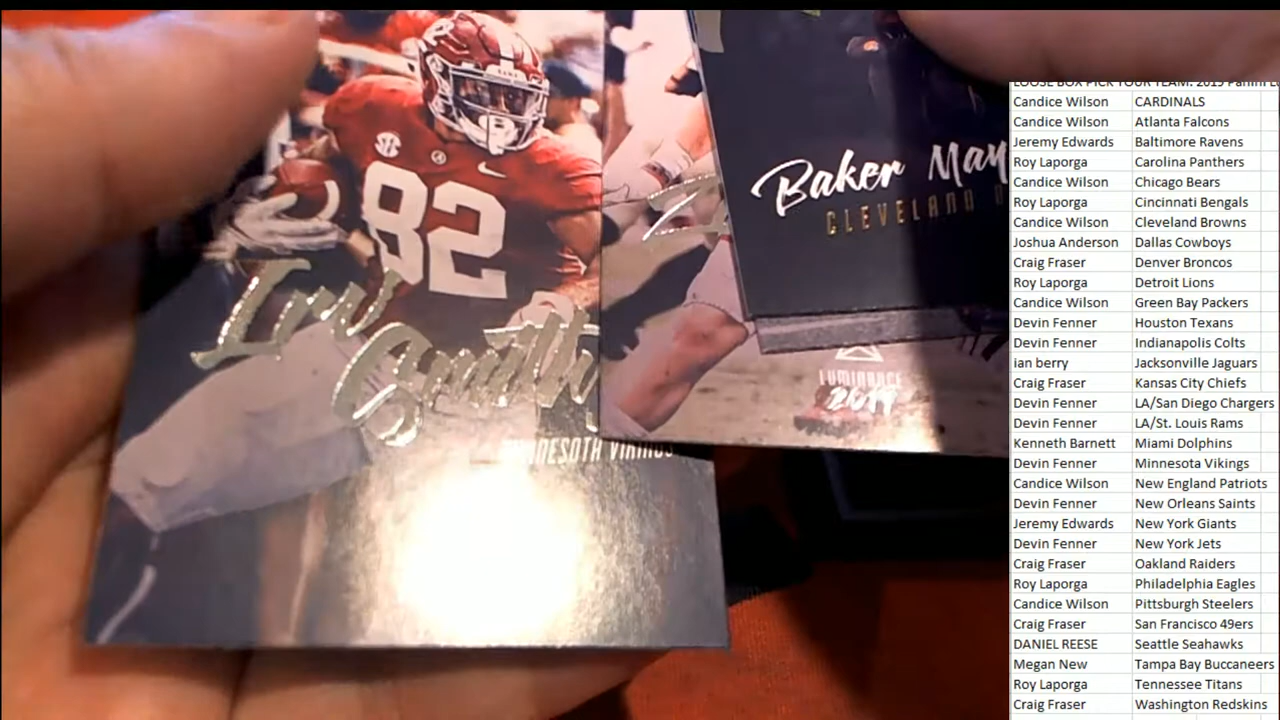 82
Irv
Smith
MINNESOTA VIKINGS
Baker May
CLEVELAND
LUMINANCE
2019
LOOSE BOX PICK YOUR TEAM: 2019 Panini
Candice Wilson CARDINALS
Candice Wilson Atlanta Falcons
Jeremy Edwards Baltimore Ravens
Roy Laporga Carolina Panthers
Candice Wilson Chicago Bears
Roy Laporga Cincinnati Bengals
Candice Wilson Cleveland Browns
Joshua Anderson Dallas Cowboys
Craig Fraser Denver Broncos
Roy Laporga Detroit Lions
Candice Wilson Green Bay Packers
Devin Fenner Houston Texans
Devin Fenner Indianapolis Colts
ian berry Jacksonville Jaguars
Craig Fraser Kansas City Chiefs
Devin Fenner LA/San Diego Chargers
Devin Fenner LA/St. Louis Rams
Kenneth Barnett Miami Dolphins
Devin Fenner Minnesota Vikings
Candice Wilson New England Patriots
Devin Fenner New Orleans Saints
Jeremy Edwards New York Giants
Devin Fenner New York Jets
Craig Fraser Oakland Raiders
Roy Laporga Philadelphia Eagles
Candice Wilson Pittsburgh Steelers
Craig Fraser San Francisco 49ers
DANIEL REESE Seattle Seahawks
Megan New Tampa Bay Buccaneers
Roy Laporga Tennessee Titans
Craig Fraser Washington Redskins